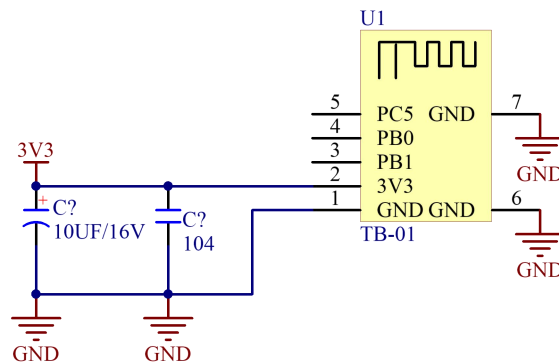 U1
5 PC5 GND 7
4 PB0
3 PB1
2 3V3
1 GND GND 6
TB-01
3V3
+
C?
10UF/16V
C?
104
GND
GND
GND
GND